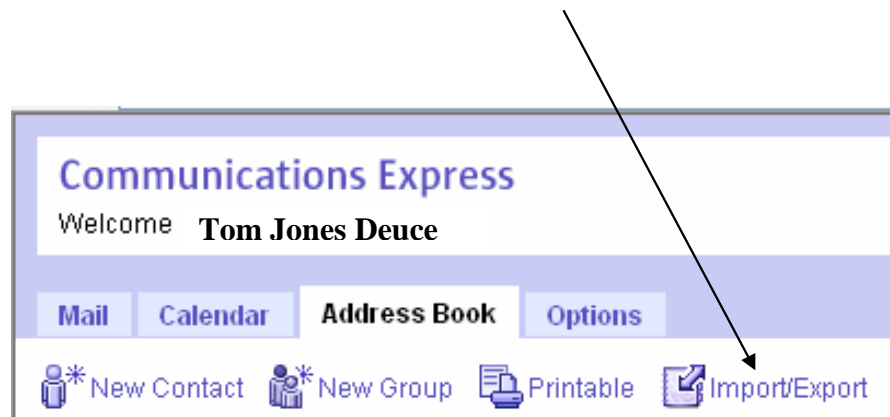 Communications Express
Welcome Tom Jones Deuce
Mail Calendar Address Book Options
New Contact New Group Printable Import/Export